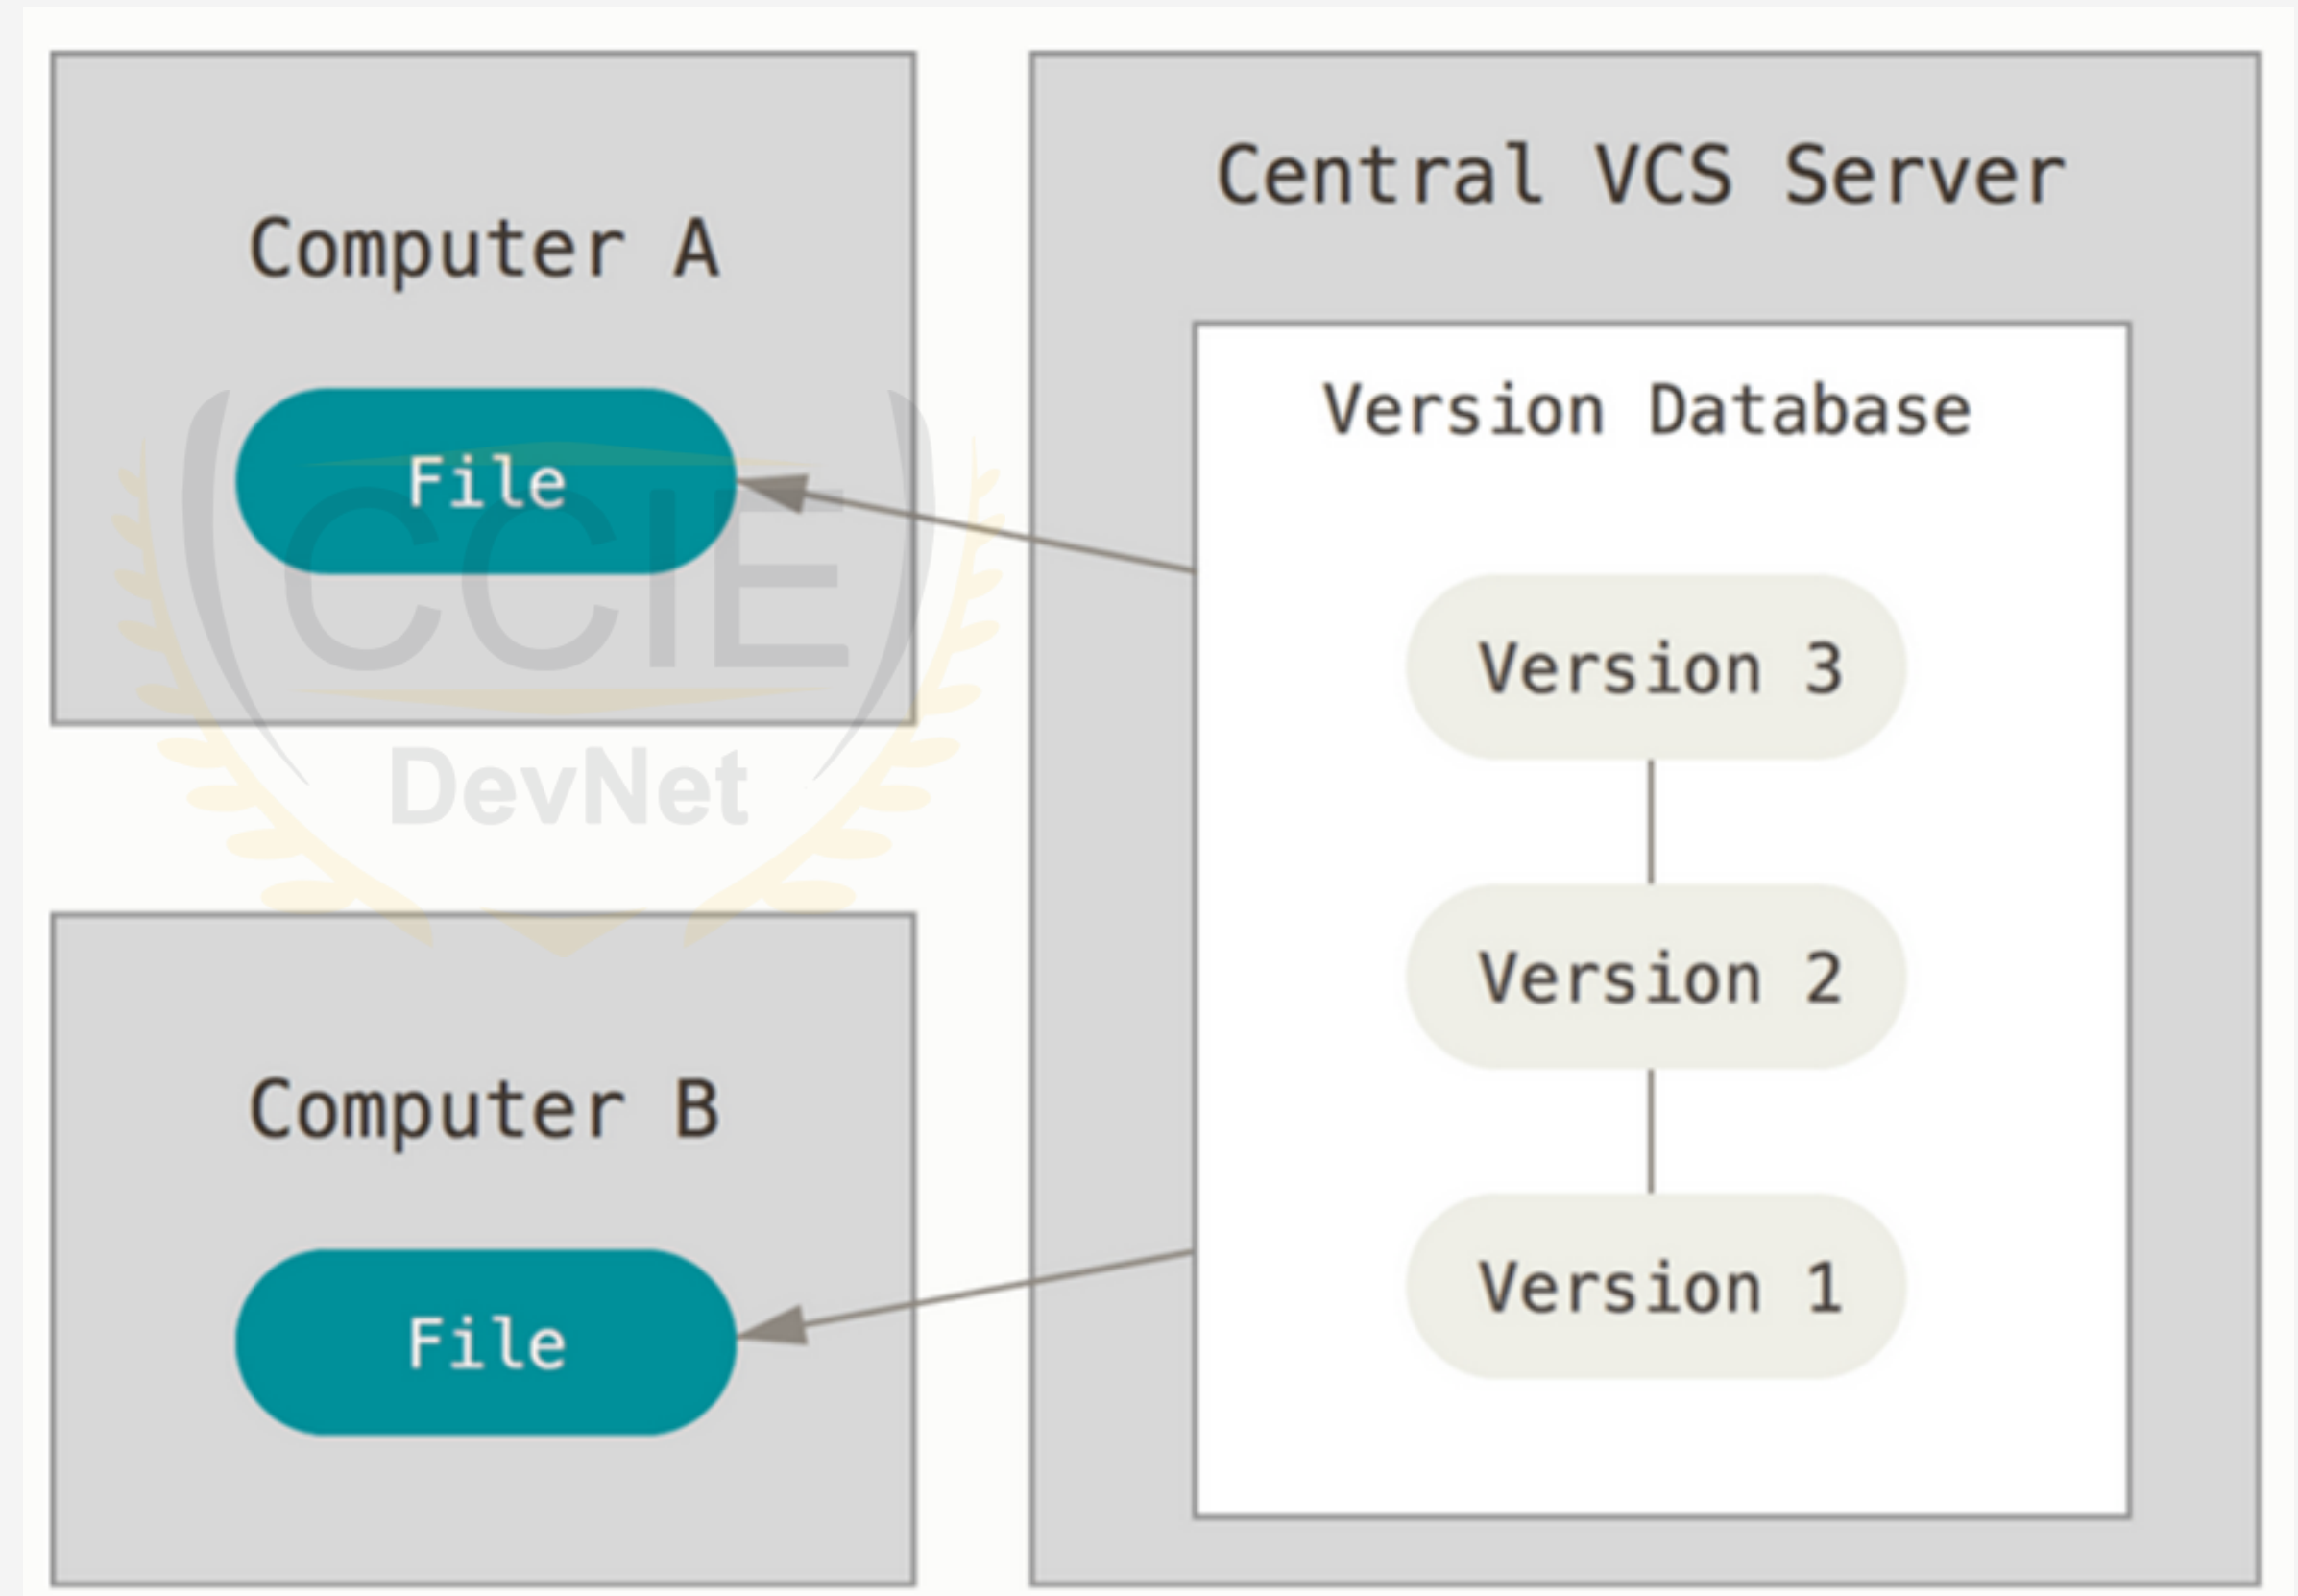 Computer A
File
CCIE
DevNet
Computer B
File
Central VCS Server
Version Database
Version 3
Version 2
Version 1